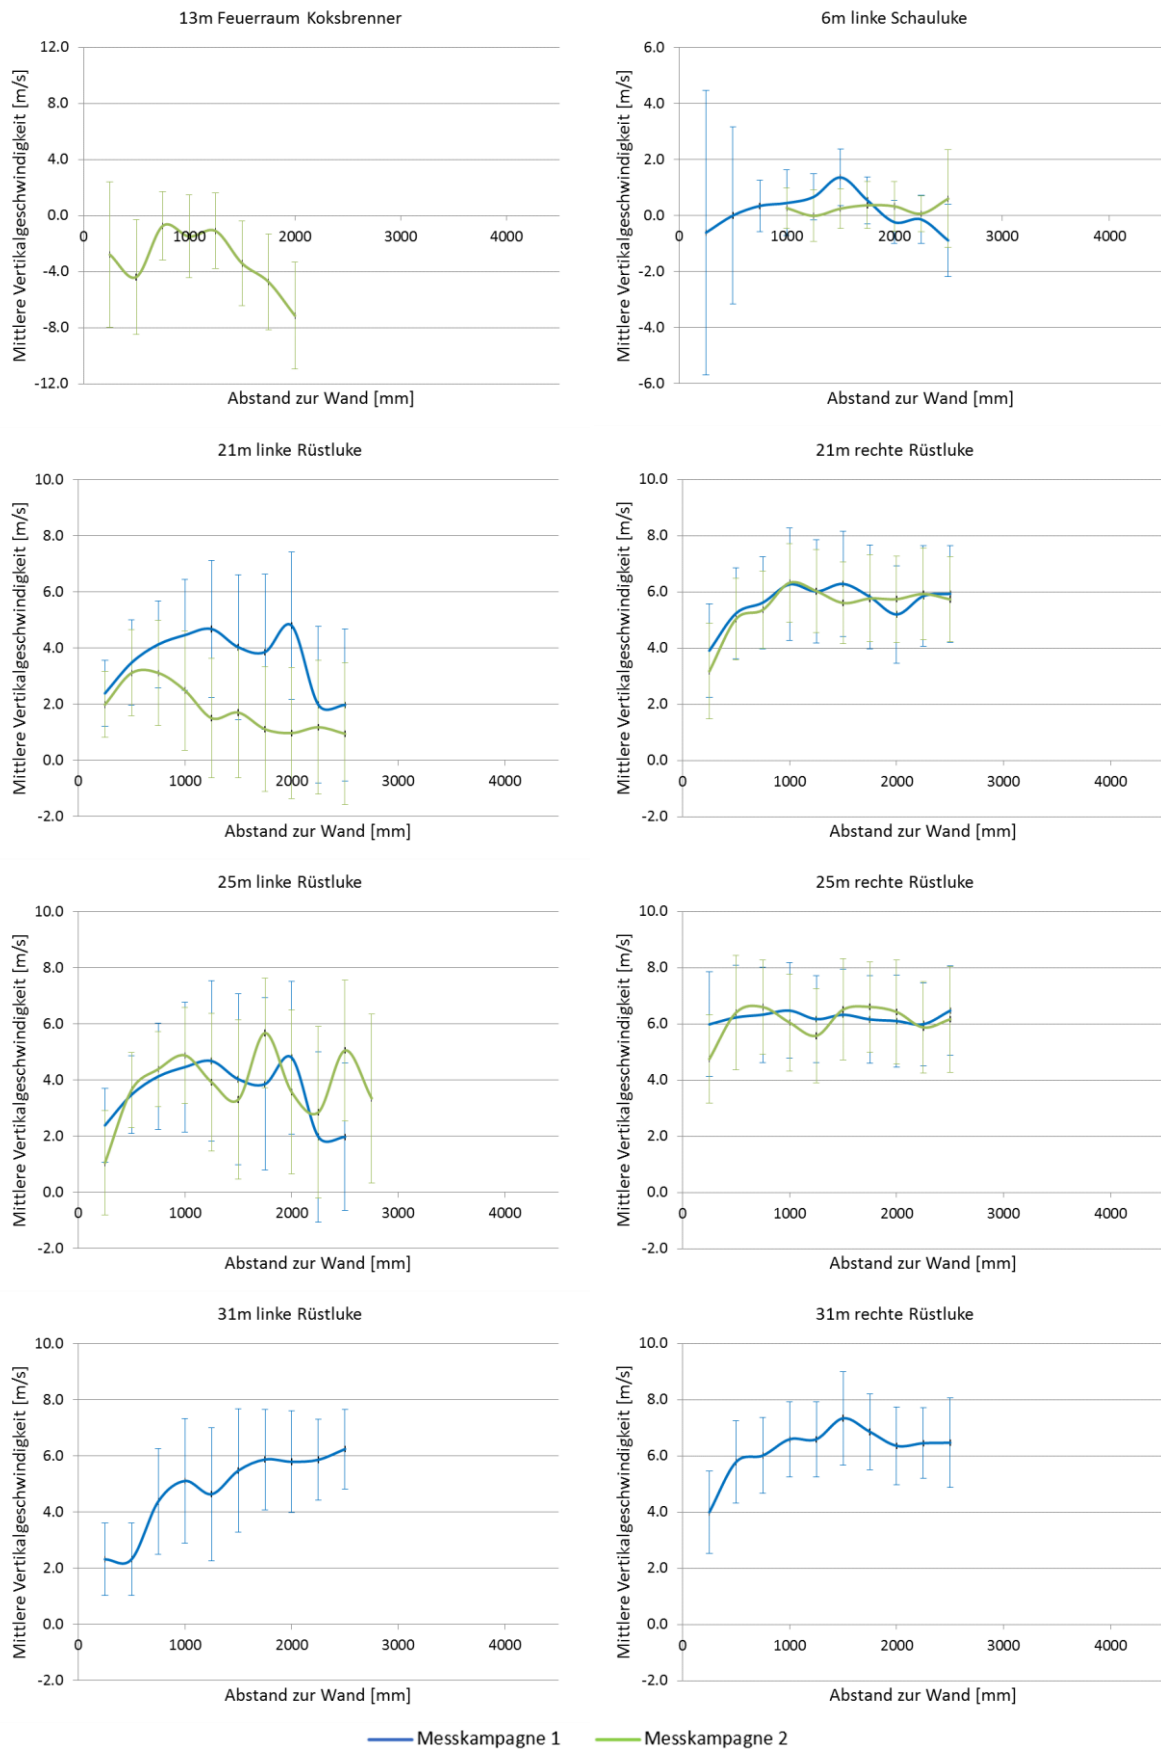 13m Feuerraum Koksbrenner
Mittlere Vertikalgeschwindigkeit [m/s]
12.0
8.0
4.0
0.0
-4.0
-8.0
-12.0
0 1000 2000 3000 4000
Abstand zur Wand [mm]
6m linke Schauluke
Mittlere Vertikalgeschwindigkeit [m/s]
6.0
4.0
2.0
0.0
-2.0
-4.0
-6.0
0 1000 2000 3000 4000
Abstand zur Wand [mm]
21m linke Rüstluke
Mittlere Vertikalgeschwindigkeit [m/s]
10.0
8.0
6.0
4.0
2.0
0.0
-2.0
0 1000 2000 3000 4000
Abstand zur Wand [mm]
21m rechte Rüstluke
Mittlere Vertikalgeschwindigkeit [m/s]
10.0
8.0
6.0
4.0
2.0
0.0
-2.0
0 1000 2000 3000 4000
Abstand zur Wand [mm]
25m linke Rüstluke
Mittlere Vertikalgeschwindigkeit [m/s]
10.0
8.0
6.0
4.0
2.0
0.0
-2.0
0 1000 2000 3000 4000
Abstand zur Wand [mm]
25m rechte Rüstluke
Mittlere Vertikalgeschwindigkeit [m/s]
10.0
8.0
6.0
4.0
2.0
0.0
-2.0
0 1000 2000 3000 4000
Abstand zur Wand [mm]
31m linke Rüstluke
Mittlere Vertikalgeschwindigkeit [m/s]
10.0
8.0
6.0
4.0
2.0
0.0
-2.0
0 1000 2000 3000 4000
Abstand zur Wand [mm]
31m rechte Rüstluke
Mittlere Vertikalgeschwindigkeit [m/s]
10.0
8.0
6.0
4.0
2.0
0.0
-2.0
0 1000 2000 3000 4000
Abstand zur Wand [mm]
Messkampagne 1 Messkampagne 2